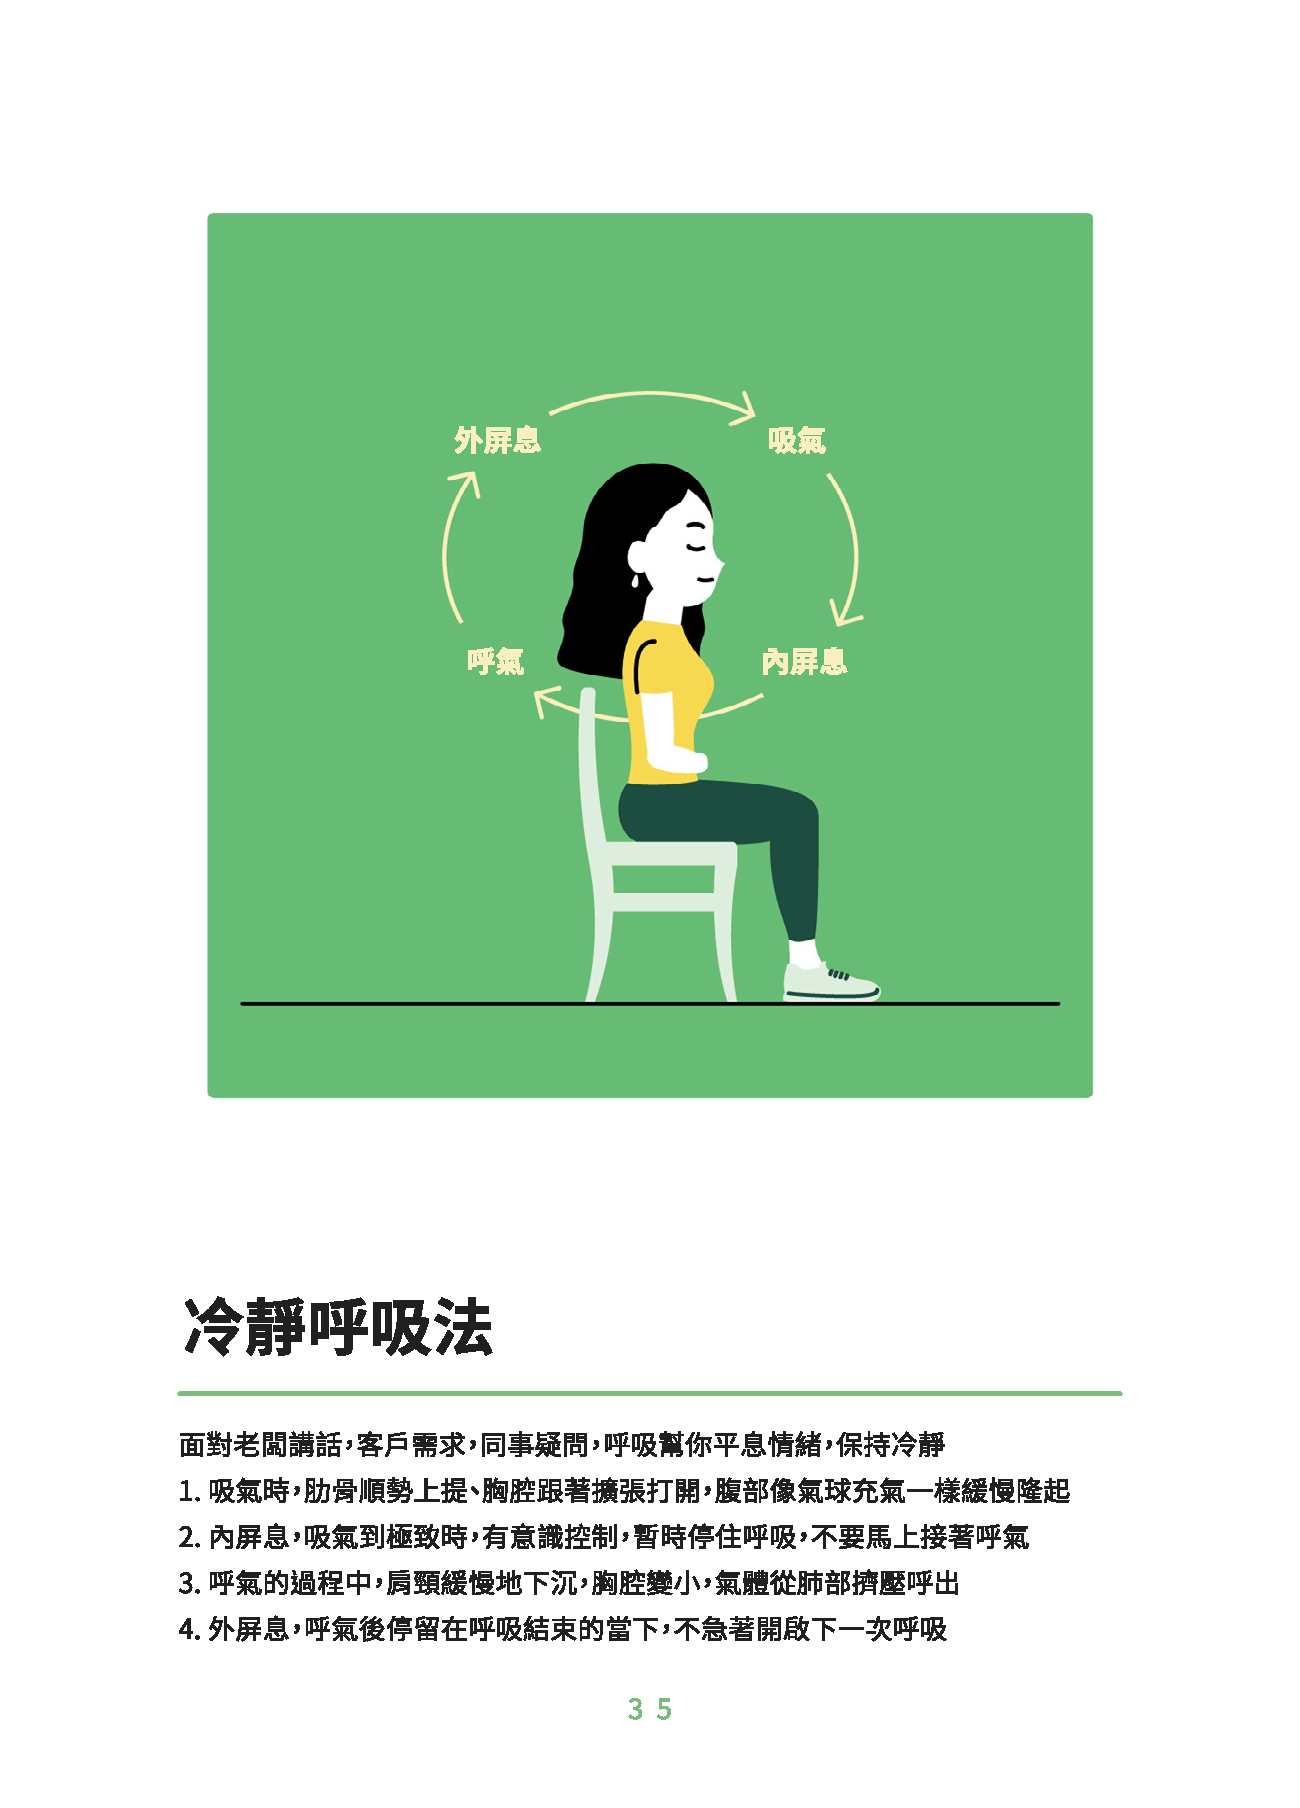 外屏息
吸氣
呼氣
內屏息
冷靜呼吸法
面對老闆講話，客戶需求，同事疑問，呼吸幫你平息情緒，保持冷靜
1. 吸氣時，肋骨順勢上提、胸腔跟著擴張打開，腹部像氣球充氣一樣緩慢隆起
2. 內屏息，吸氣到極致時，有意識控制，暫時停住呼吸，不要馬上接著呼氣
3. 呼氣的過程中，肩頸緩慢地下沉，胸腔變小，氣體從肺部擠壓呼出
4. 外屏息，呼氣後停留在呼吸結束的當下，不急著開啟下一次呼吸
35